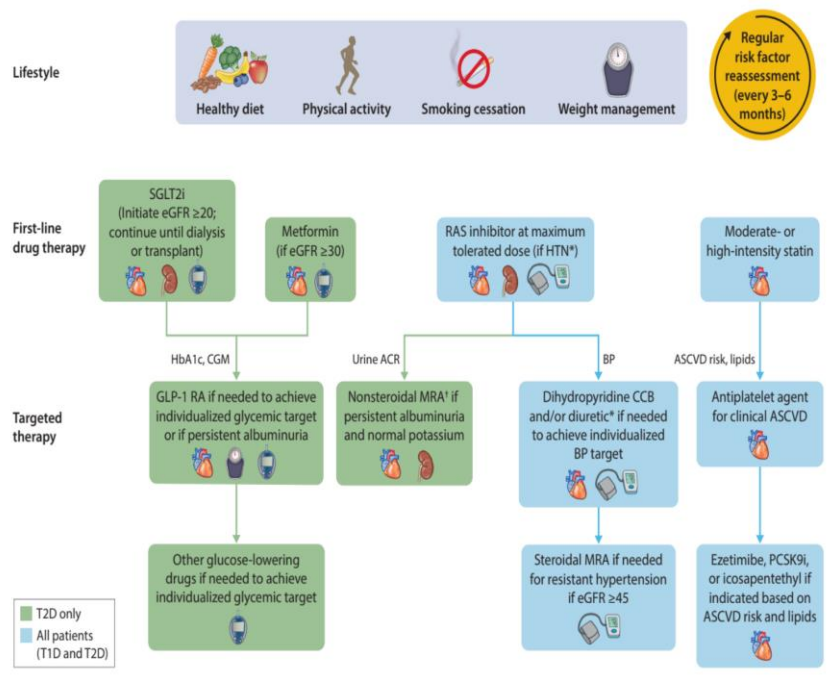 Lifestyle
Healthy diet
Physical activity
Smoking cessation
Weight management
Regular
risk factor
reassessment
(every 3–6
months)
First-line
drug therapy
SGLT2i
(Initiate eGFR ≥20;
continue until dialysis
or transplant)
Metformin
(if eGFR ≥30)
RAS inhibitor at maximum
tolerated dose (if HTN*)
Moderate- or
high-intensity statin
HbA1c, CGM
Urine ACR
BP
ASCVD risk, lipids
Targeted
therapy
GLP-1 RA if needed to achieve
individualized glycemic target
or if persistent albuminuria
Nonsteroidal MRA† if
persistent albuminuria
and normal potassium
Dihydropyridine CCB
and/or diuretic* if needed
to achieve individualized
BP target
Antiplatelet agent
for clinical ASCVD
Other glucose-lowering
drugs if needed to achieve
individualized glycemic target
Steroidal MRA if needed
for resistant hypertension
if eGFR ≥45
Ezetimibe, PCSK9i,
or icosapentethyl if
indicated based on
ASCVD risk and lipids
T2D only
All patients
(T1D and T2D)